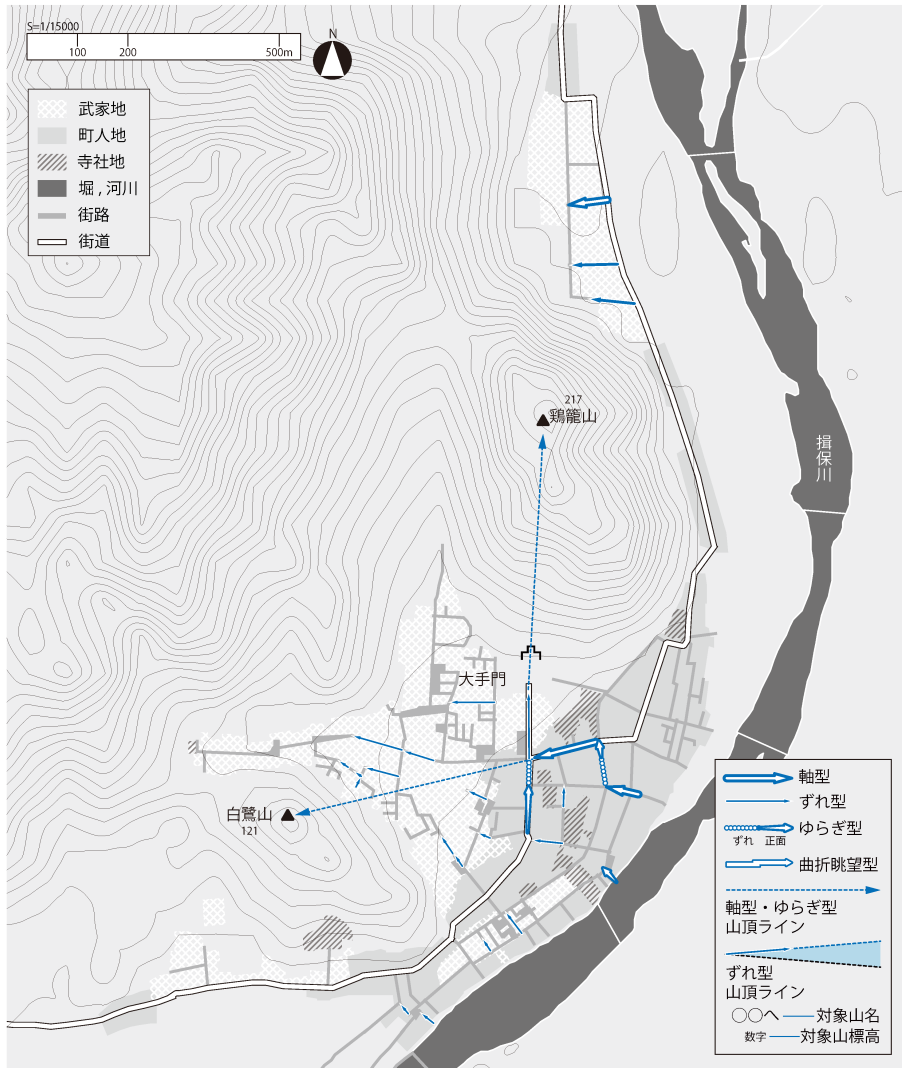 S=1/15000
100 200 500m
N
武家地
町人地
寺社地
堀，河川
街路
街道
217
鶏籠山
揖保川
大手門
白鷺山
121
軸型
ずれ型
ゆらぎ型
ずれ 正面
曲折眺望型
軸型・ゆらぎ型
山頂ライン
ずれ型
山頂ライン
○○へ 対象山名
数字 対象山標高